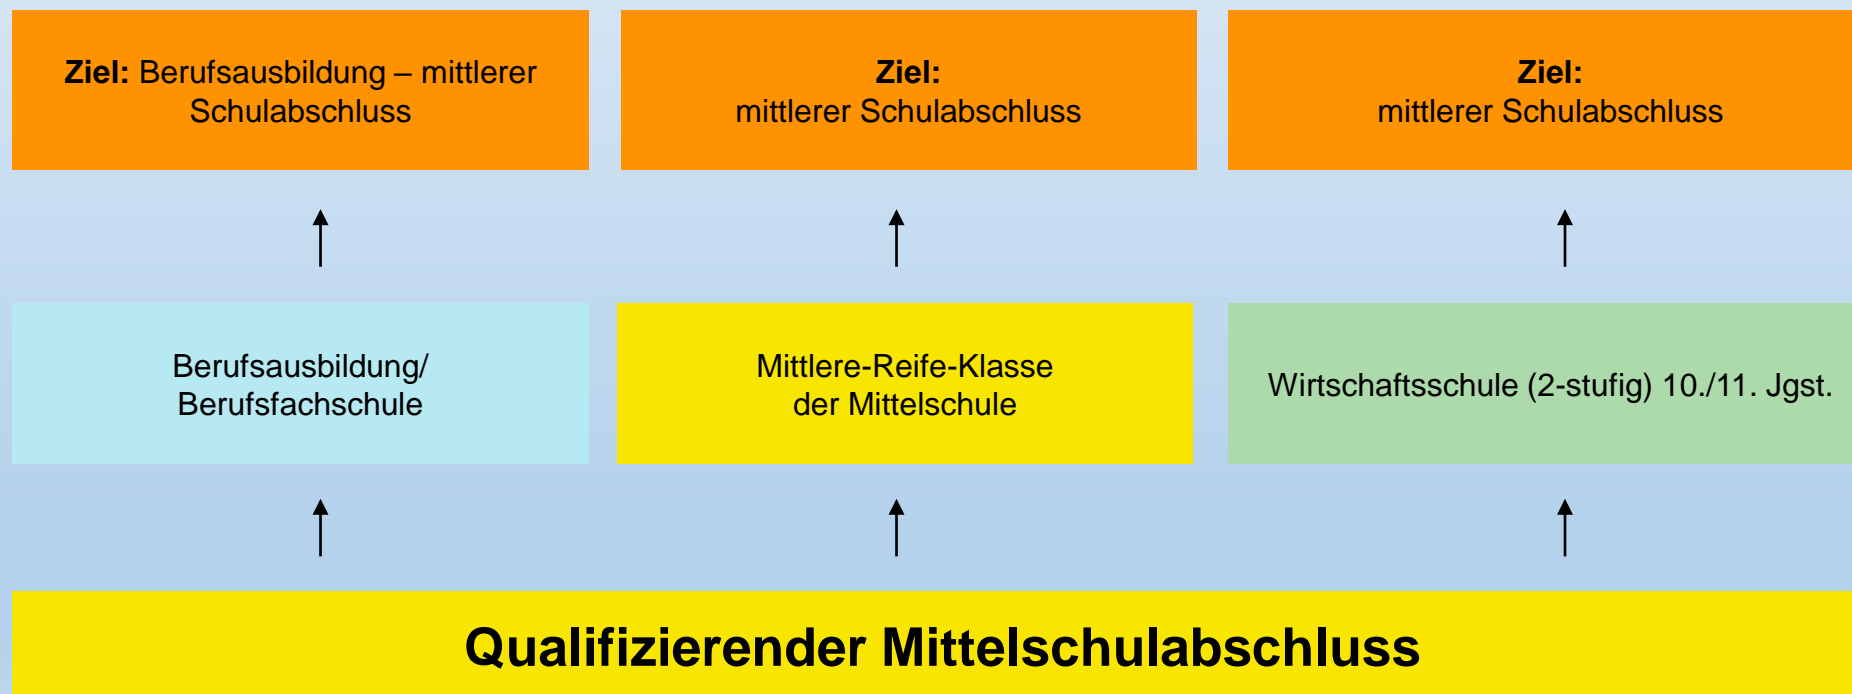 Ziel: Berufsausbildung – mittlerer
Schulabschluss
Ziel:
mittlerer Schulabschluss
Ziel:
mittlerer Schulabschluss
Berufsausbildung/
Berufsfachschule
Mittlere-Reife-Klasse
der Mittelschule
Wirtschaftsschule (2-stufig) 10./11. Jgst.
Qualifizierender Mittelschulabschluss